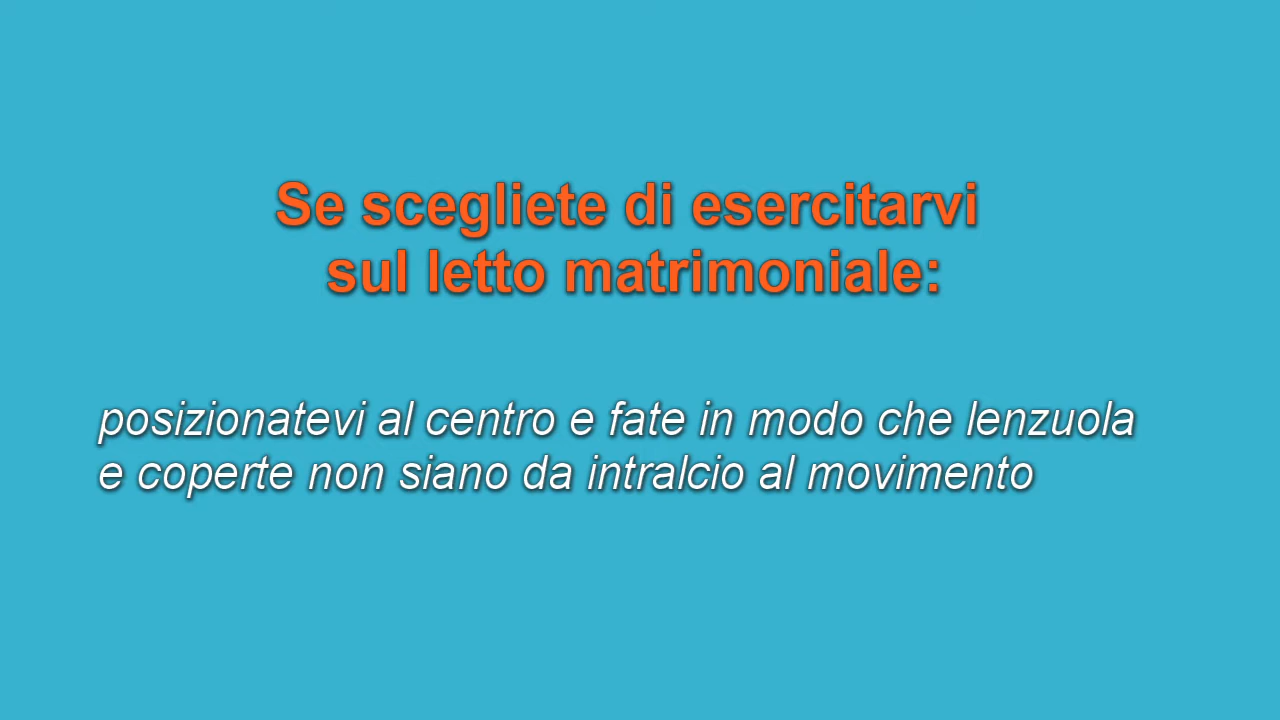 Se scegliete di esercitarvi
sul letto matrimoniale:
posizionatevi al centro e fate in modo che lenzuola
e coperte non siano da intralcio al movimento